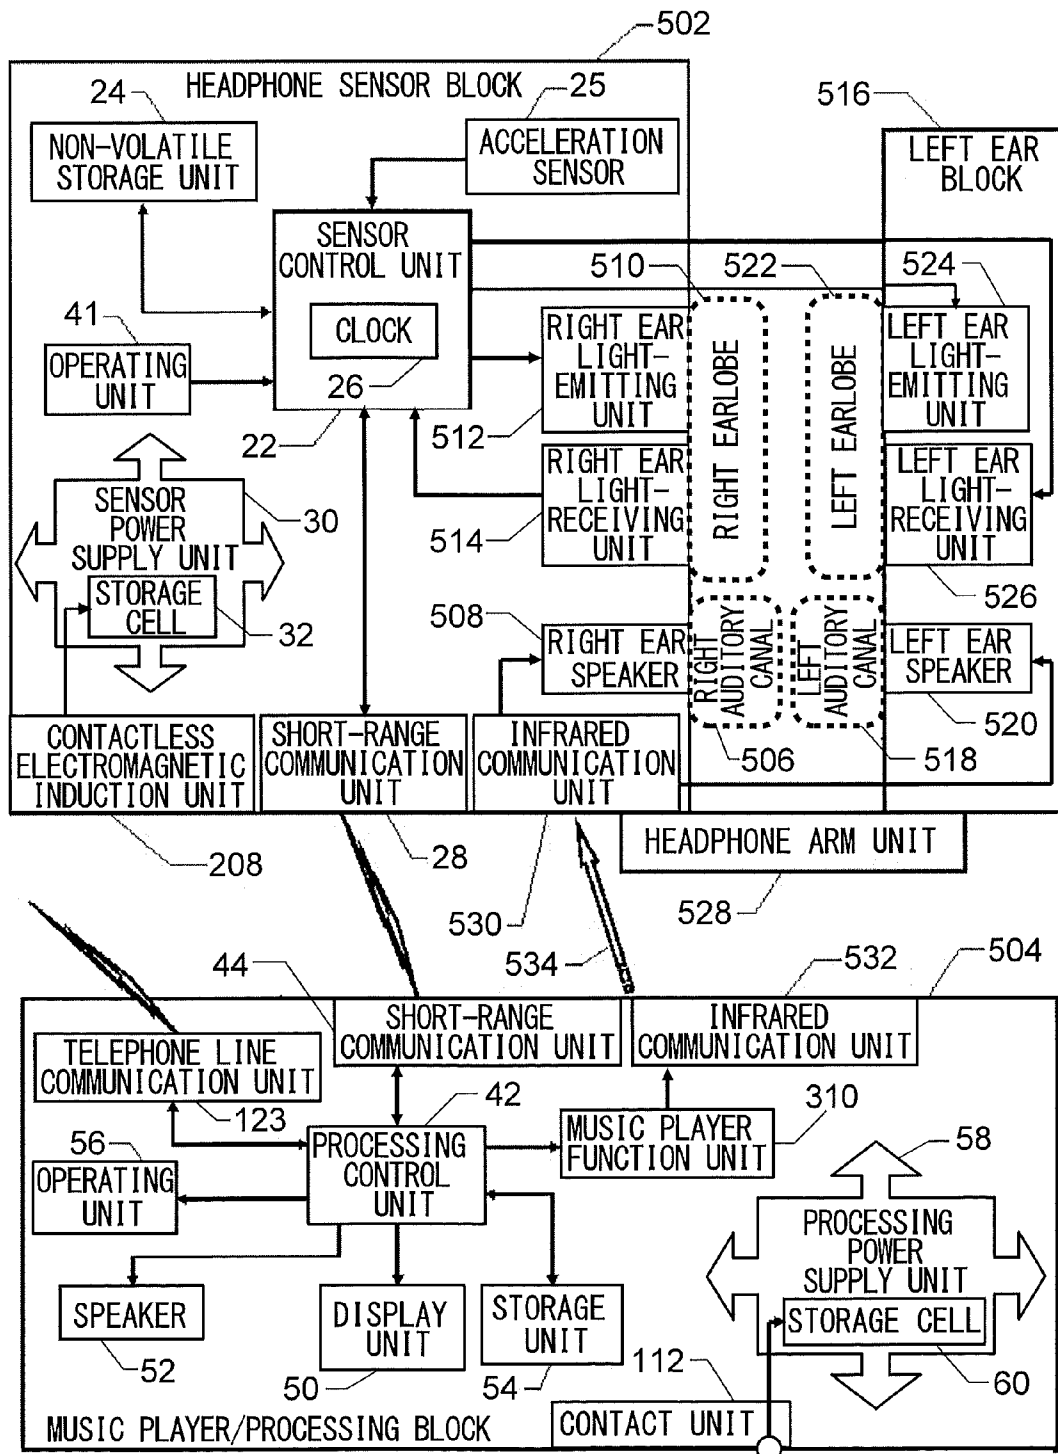 502
HEADPHONE SENSOR BLOCK
24
25
516
NON-VOLATILE
STORAGE UNIT
ACCELERATION
SENSOR
LEFT EAR
BLOCK
SENSOR
CONTROL UNIT
CLOCK
26
22
41
OPERATING
UNIT
510
522
524
RIGHT EAR
LIGHT-
EMITTING
UNIT
512
RIGHT EARLOBE
LEFT EARLOBE
LEFT EAR
LIGHT-
EMITTING
UNIT
RIGHT EAR
LIGHT-
RECEIVING
UNIT
514
LEFT EAR
LIGHT-
RECEIVING
UNIT
526
SENSOR
POWER
SUPPLY UNIT
30
STORAGE
CELL
32
508
RIGHT EAR
SPEAKER
RIGHT
AUDITORY
CANAL
LEFT
AUDITORY
CANAL
LEFT EAR
SPEAKER
520
506
518
CONTACTLESS
ELECTROMAGNETIC
INDUCTION UNIT
SHORT-RANGE
COMMUNICATION
UNIT
INFRARED
COMMUNICATION
UNIT
HEADPHONE ARM UNIT
208
28
530
528
534
532
504
44
SHORT-RANGE
COMMUNICATION UNIT
INFRARED
COMMUNICATION UNIT
TELEPHONE LINE
COMMUNICATION UNIT
123
42
310
PROCESSING
CONTROL
UNIT
MUSIC PLAYER
FUNCTION UNIT
56
OPERATING
UNIT
58
PROCESSING
POWER
SUPPLY UNIT
STORAGE CELL
60
SPEAKER
52
DISPLAY
UNIT
50
STORAGE
UNIT
54
112
CONTACT UNIT
MUSIC PLAYER/PROCESSING BLOCK